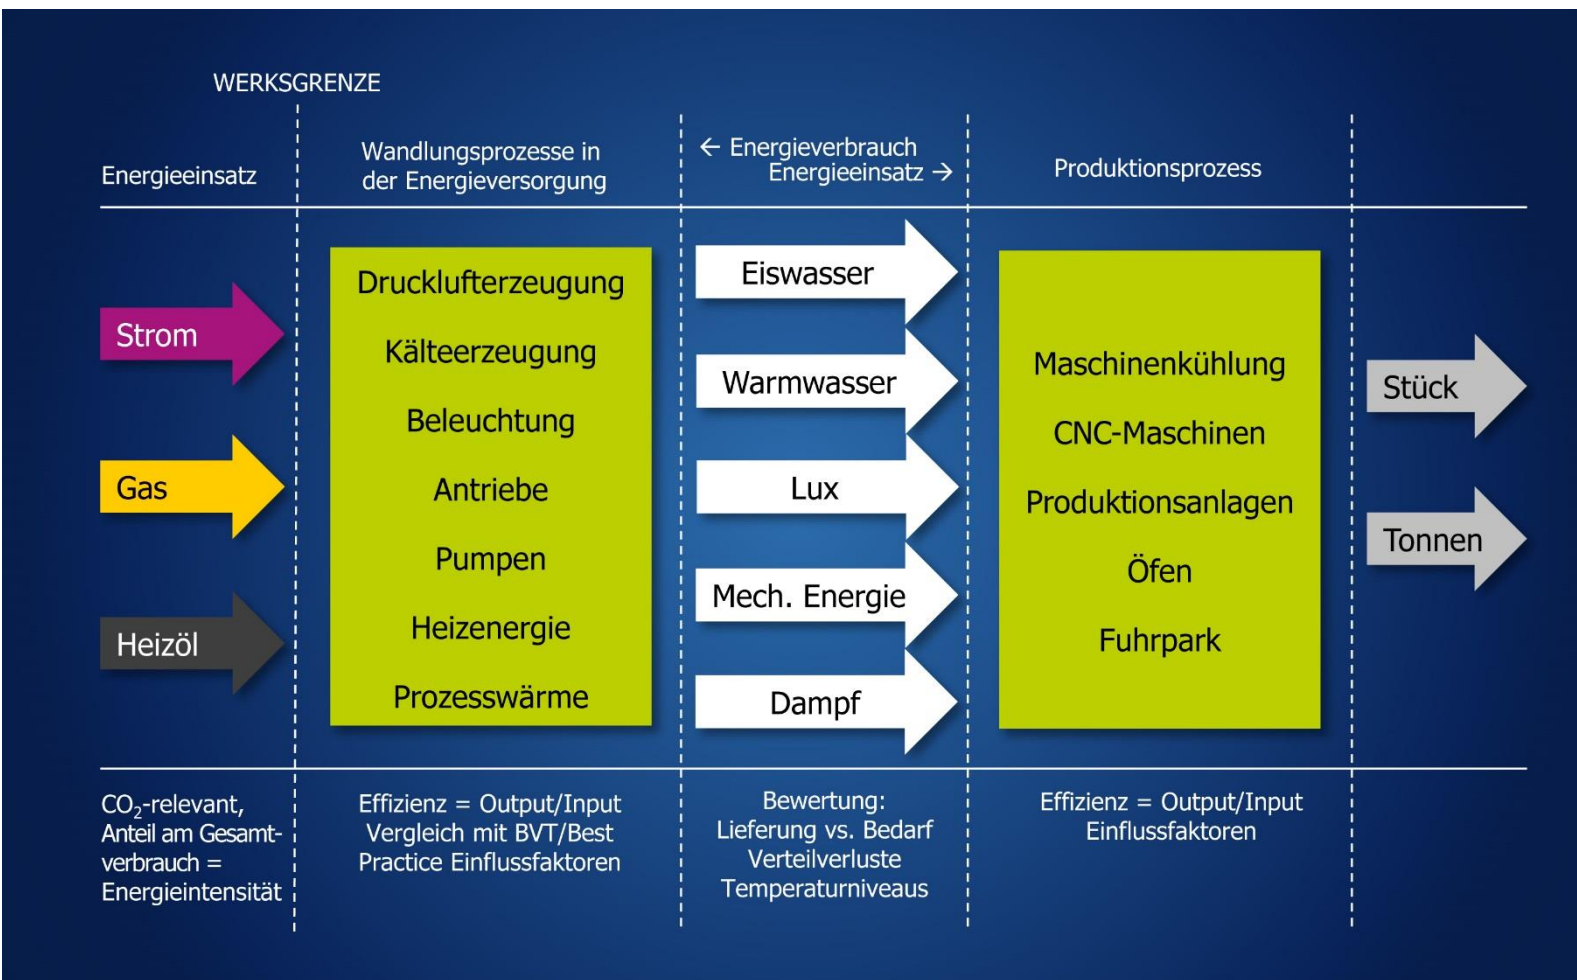 WERKSGRENZE
Energieeinsatz
Wandlungsprozesse in
der Energieversorgung
← Energieverbrauch
Energieeinsatz →
Produktionsprozess
Strom
Gas
Heizöl
Drucklufterzeugung
Kälteerzeugung
Beleuchtung
Antriebe
Pumpen
Heizenergie
Prozesswärme
Eiswasser
Warmwasser
Lux
Mech. Energie
Dampf
Maschinenkühlung
CNC-Maschinen
Produktionsanlagen
Öfen
Fuhrpark
Stück
Tonnen
CO₂-relevant,
Anteil am Gesamt-
verbrauch =
Energieintensität
Effizienz = Output/Input
Vergleich mit BVT/Best
Practice Einflussfaktoren
Bewertung:
Lieferung vs. Bedarf
Verteilverluste
Temperaturniveaus
Effizienz = Output/Input
Einflussfaktoren